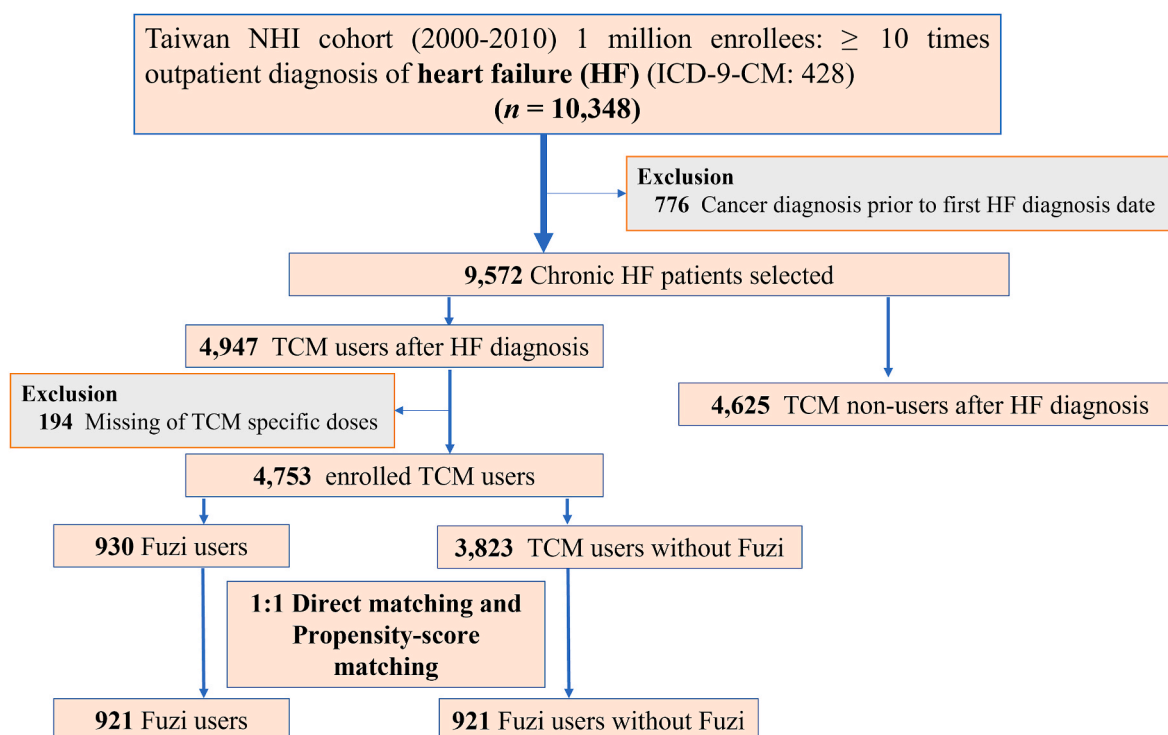 Taiwan NHI cohort (2000-2010) 1 million enrollees: ≥ 10 times
outpatient diagnosis of heart failure (HF) (ICD-9-CM: 428)
(n = 10,348)
Exclusion
776 Cancer diagnosis prior to first HF diagnosis date
9,572 Chronic HF patients selected
4,947 TCM users after HF diagnosis
Exclusion
194 Missing of TCM specific doses
4,625 TCM non-users after HF diagnosis
4,753 enrolled TCM users
930 Fuzi users
3,823 TCM users without Fuzi
1:1 Direct matching and
Propensity-score
matching
921 Fuzi users
921 Fuzi users without Fuzi